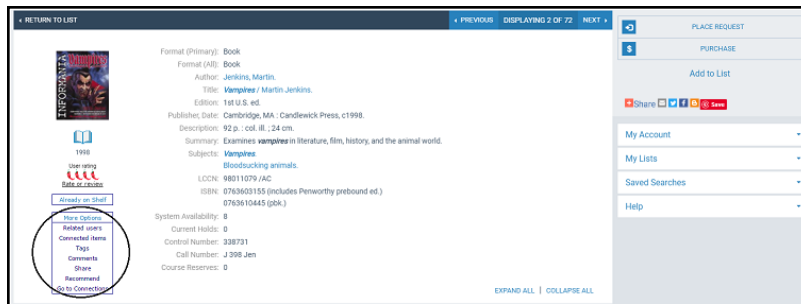 RETURN TO LIST
PREVIOUS DISPLAYING 2 OF 72 NEXT
INFORMANIA
Vampires
1998
User rating
Rate or review
Already on Shelf
More Options
Related users
Connected items
Tags
Comments
Share
Recommend
Go to Connections
Format (Primary): Book
Format (All): Book
Author: Jenkins, Martin.
Title: Vampires / Martin Jenkins.
Edition: 1st U.S. ed.
Publisher, Date: Cambridge, MA : Candlewick Press, c1998.
Description: 92 p. : col. ill. ; 24 cm.
Summary: Examines vampires in literature, film, history, and the animal world.
Subjects: Vampires.
Bloodsucking animals.
LCCN: 98011079 /AC
ISBN: 0763603155 (includes Penworthy prebound ed.)
0763610445 (pbk.)
System Availability: 8
Current Holds: 0
Control Number: 338731
Call Number: J 398 Jen
Course Reserves: 0
EXPAND ALL | COLLAPSE ALL
PLACE REQUEST
$ PURCHASE
Add to List
Share Save
My Account
My Lists
Saved Searches
Help